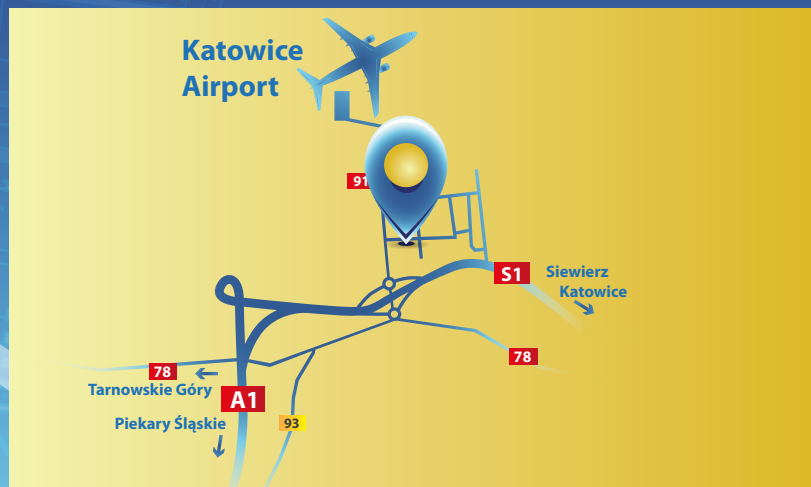 Katowice
Airport
91
S1
Siewierz
Katowice
78
78
Tarnowskie Góry
A1
Piekary Śląskie
93